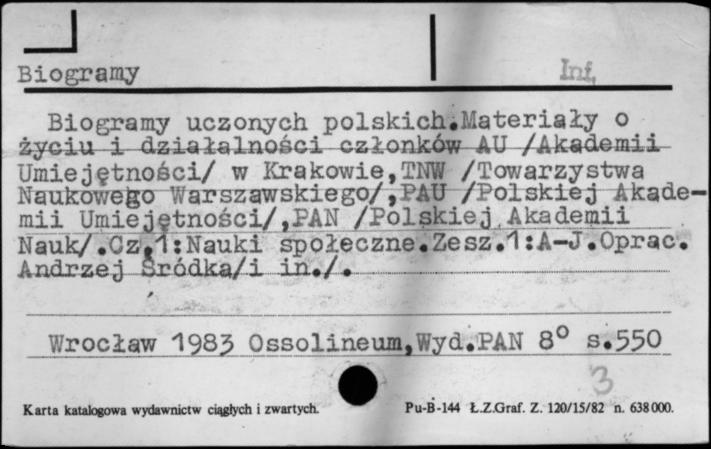 Biogramy
Inf.
Biogramy uczonych polskich.Materiały o
życiu i działalności członków AU /Akademii
Umiejętności/ w Krakowie,TNW /Towarzystwa
Naukowego Warszawskiego/,PAU /Polskiej Akade-
mii Umiejętności/,PAN /Polskiej Akademii
Nauk/.Cz.1:Nauki społeczne.Zesz.1:A-J.Oprac.
Andrzej Śródka/i in./.
Wrocław 1983 Ossolineum,Wyd.PAN 8° s.550
3
Karta katalogowa wydawnictw ciągłych i zwartych.
Pu-B-144 Ł.Z.Graf. Z. 120/15/82 n. 638000.